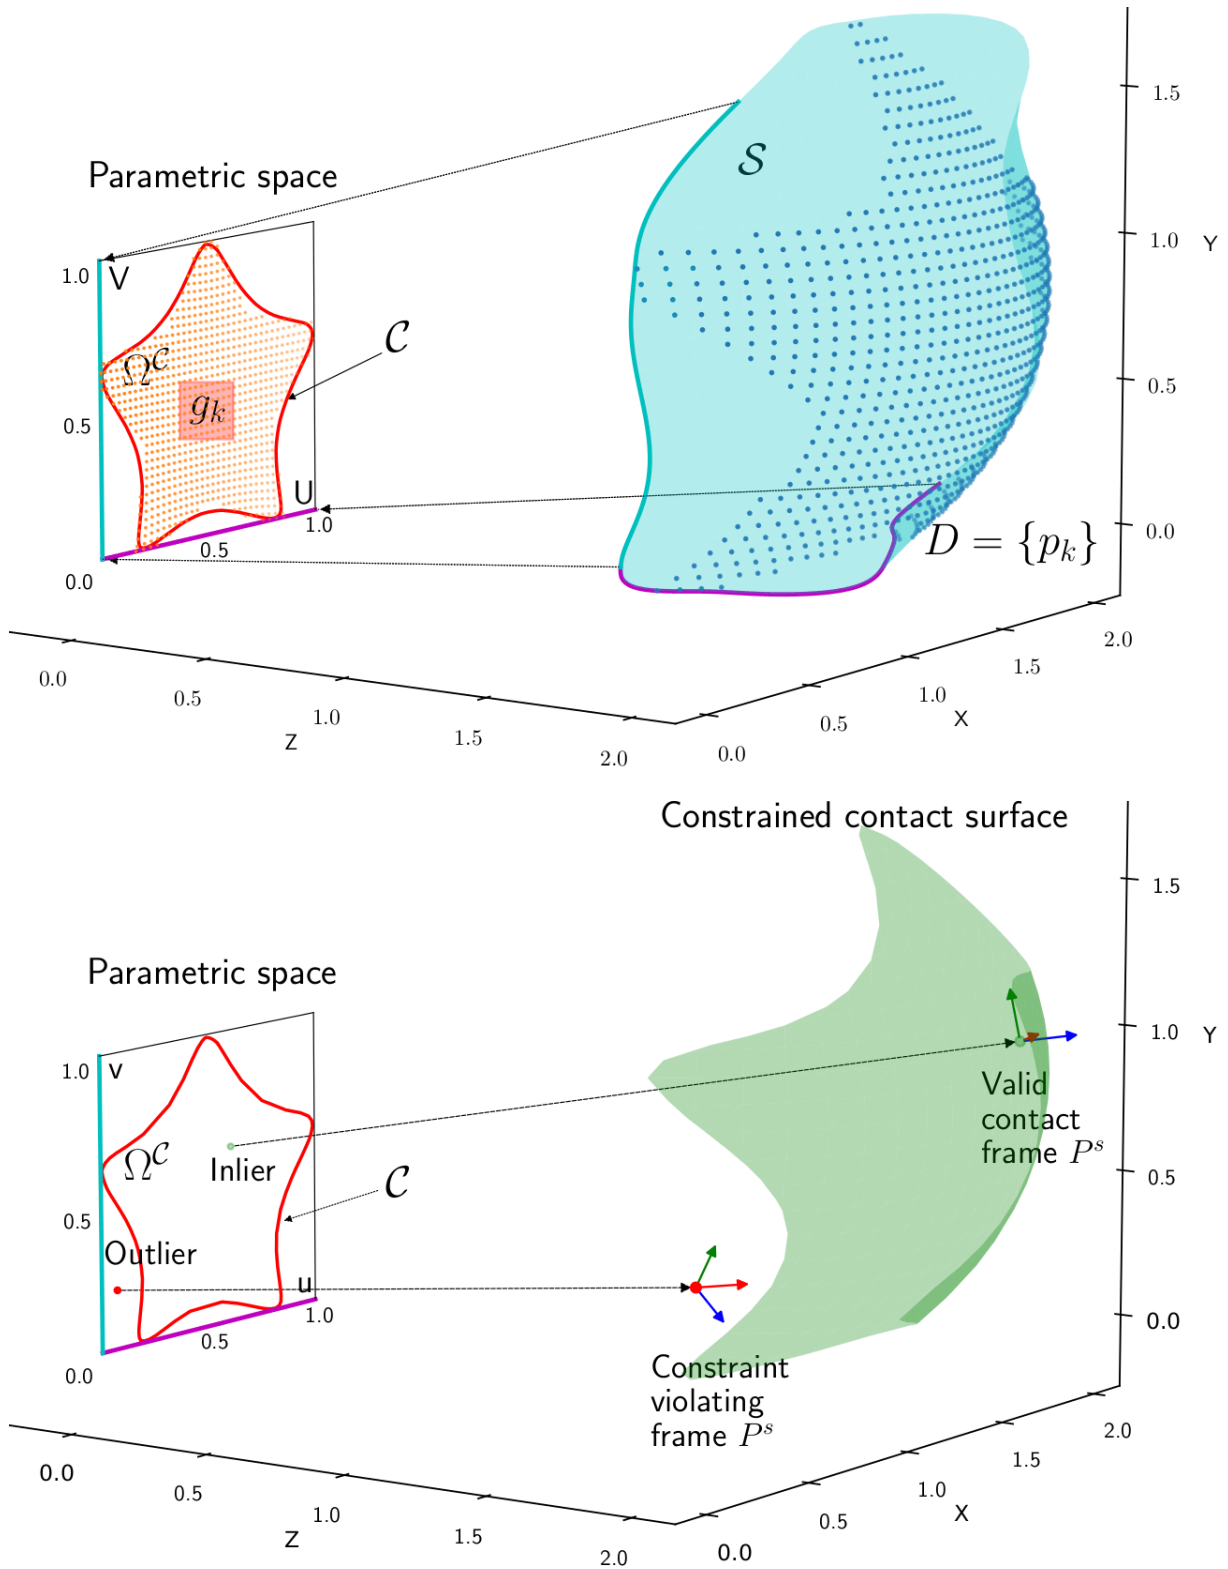 1.5
𝒮
Parametric space
1.0
Y
1.0
V
𝒞
Ω^𝒞
0.5
g_k
0.5
U
1.0
0.5
0.0
D = {p_k}
0.0
2.0
0.0
1.5
0.5
1.0
1.0
0.5
X
1.5
Z
0.0
2.0
Constrained contact surface
1.5
Parametric space
1.0
Y
1.0
v
Valid
contact
frame P^s
Ω^𝒞
Inlier
𝒞
0.5
0.5
Outlier
u
1.0
0.5
0.0
0.0
Constraint
violating
frame P^s
2.0
0.0
1.5
0.5
1.0
1.0
0.5
X
1.5
Z
0.0
2.0